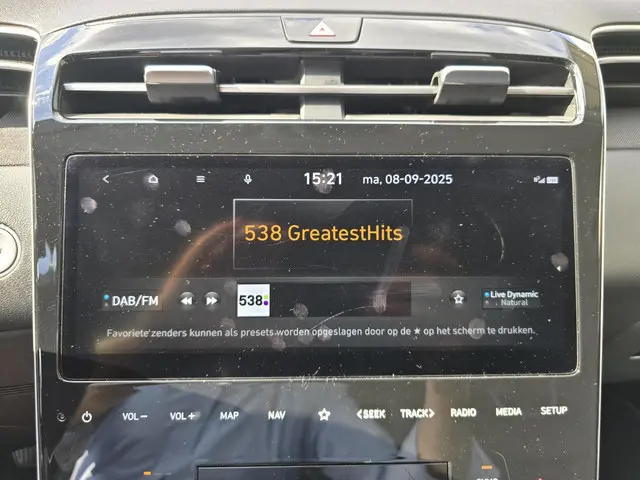 15:21 ma, 08-09-2025
538 GreatestHits
DAB/FM 538 Live Dynamic
Natural
Favoriete zenders kunnen als presets worden opgeslagen door op de ★ op het scherm te drukken.
VOL− VOL+ MAP NAV <SEEK TRACK> RADIO MEDIA SETUP
SYNC